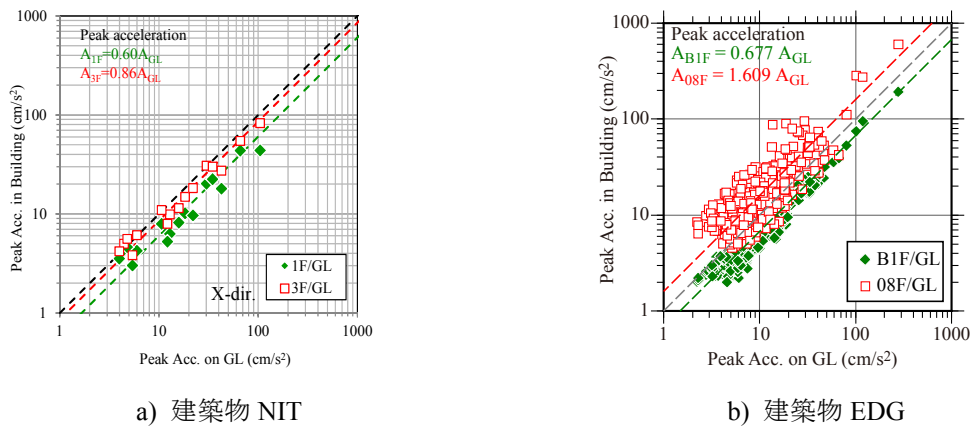 1000
100
10
1
Peak Acc. in Building (cm/s²)
Peak acceleration
A1F=0.60AGL
A3F=0.86AGL
1F/GL
3F/GL
X-dir.
1 10 100 1000
Peak Acc. on GL (cm/s²)
a) 建築物 NIT
1000
100
10
1
Peak Acc. in Building (cm/s²)
Peak acceleration
AB1F = 0.677 AGL
A08F = 1.609 AGL
B1F/GL
08F/GL
1 10 100 1000
Peak Acc. on GL (cm/s²)
b) 建築物 EDG